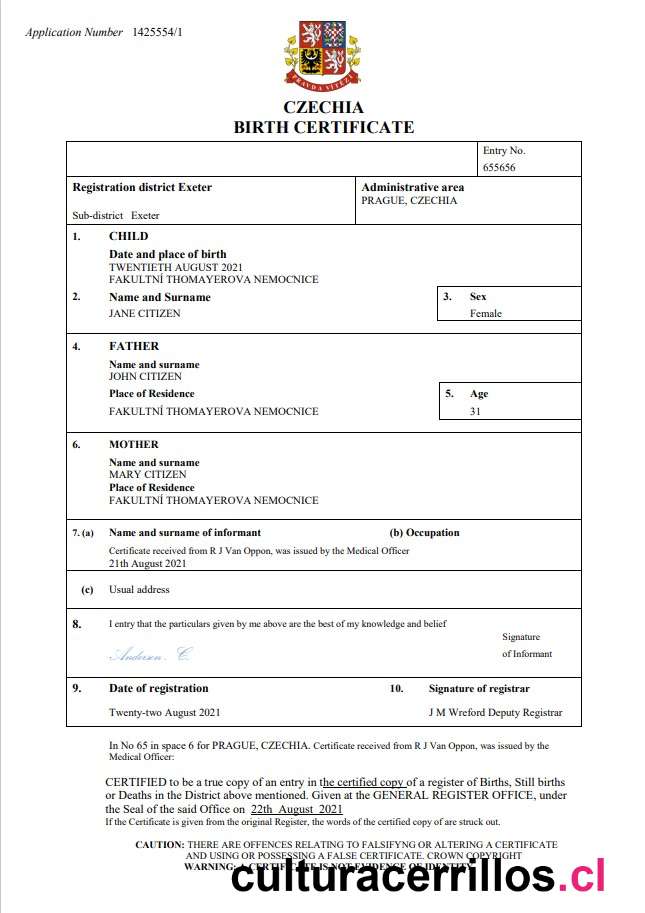 Application Number 1425554/1
PRAVDA VÍTĚZÍ
CZECHIA
BIRTH CERTIFICATE
Entry No.
655656
Registration district Exeter
Administrative area
PRAGUE, CZECHIA
Sub-district Exeter
1. CHILD
Date and place of birth
TWENTIETH AUGUST 2021
FAKULTNÍ THOMAYEROVA NEMOCNICE
2. Name and Surname
3. Sex
JANE CITIZEN
Female
4. FATHER
Name and surname
JOHN CITIZEN
Place of Residence
5. Age
FAKULTNÍ THOMAYEROVA NEMOCNICE
31
6. MOTHER
Name and surname
MARY CITIZEN
Place of Residence
FAKULTNÍ THOMAYEROVA NEMOCNICE
7. (a) Name and surname of informant
(b) Occupation
Certificate received from R J Van Oppon, was issued by the Medical Officer
21th August 2021
(c) Usual address
8. I entry that the particulars given by me above are the best of my knowledge and belief
Signature
of Informant
Anderson . C.
9. Date of registration
10. Signature of registrar
Twenty-two August 2021
J M Wreford Deputy Registrar
In No 65 in space 6 for PRAGUE, CZECHIA. Certificate received from R J Van Oppon, was issued by the
Medical Officer:
CERTIFIED to be a true copy of an entry in the certified copy of a register of Births, Still births
or Deaths in the District above mentioned. Given at the GENERAL REGISTER OFFICE, under
the Seal of the said Office on 22th August 2021
If the Certificate is given from the original Register, the words of the certified copy of are struck out.
CAUTION: THERE ARE OFFENCES RELATING TO FALSIFYNG OR ALTERING A CERTIFICATE
AND USING OR POSSESSING A FALSE CERTIFICATE. CROWN COPYRIGHT
WARNING: A CERTIFICATE IS NOT EVIDENCE OF IDENTITY
culturacerrillos.cl